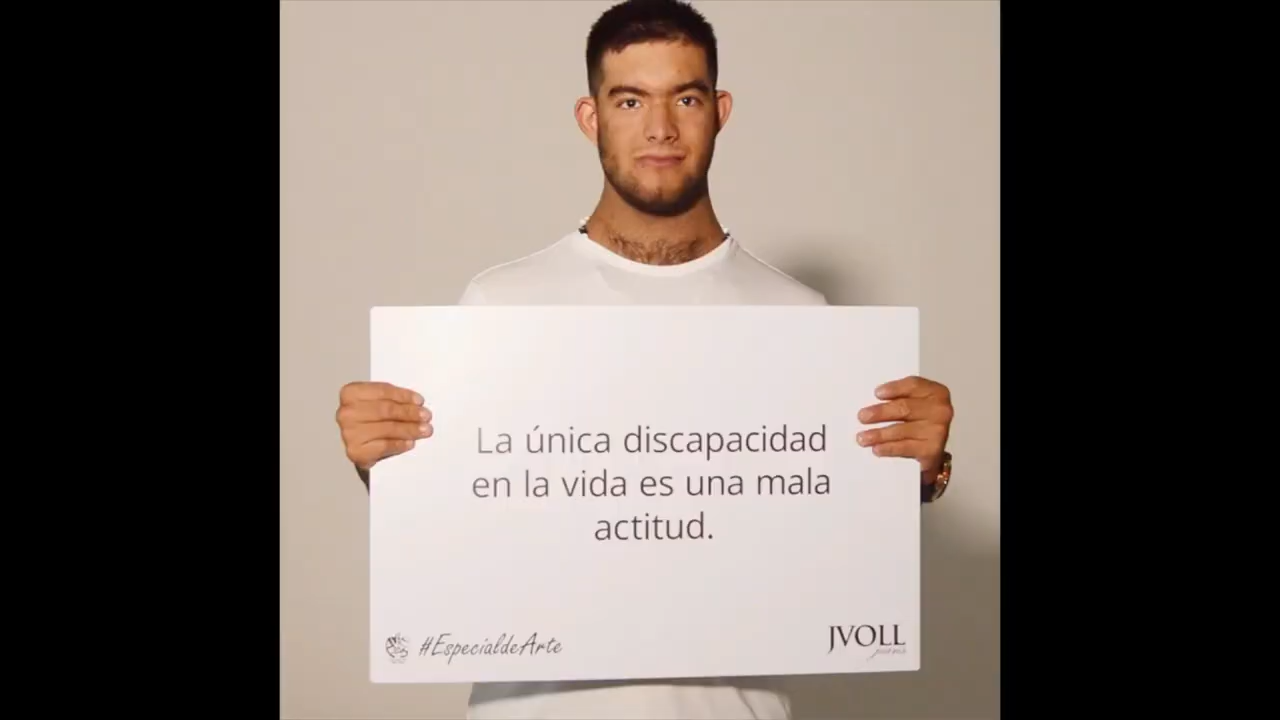 La única discapacidad
en la vida es una mala
actitud.
#EspecialdeArte
JVOLL